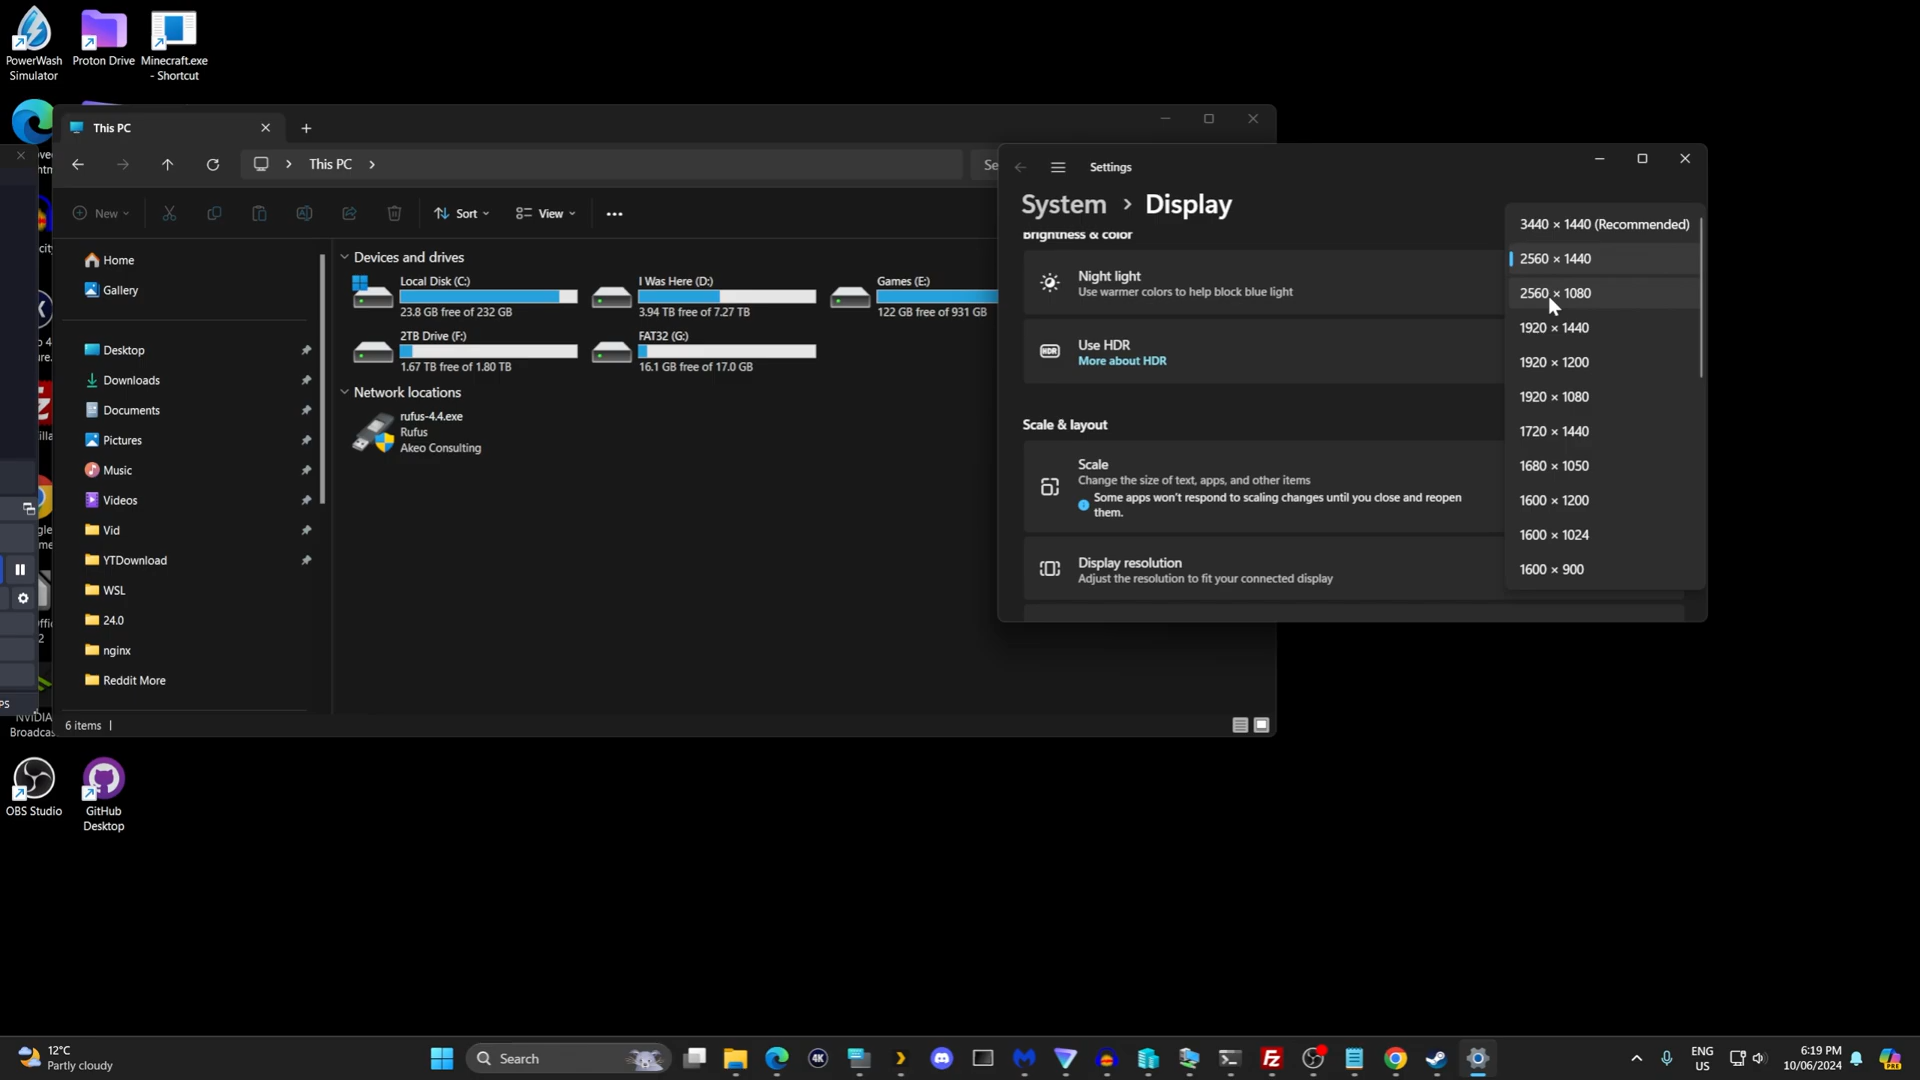 PowerWash
Simulator
Proton Drive
Minecraft.exe
- Shortcut
This PC
This PC
Se
New
Sort
View
Home
Gallery
Desktop
Downloads
Documents
Pictures
Music
Videos
Vid
YTDownload
WSL
24.0
nginx
Reddit More
6 items
Devices and drives
Local Disk (C:)
23.8 GB free of 232 GB
I Was Here (D:)
3.94 TB free of 7.27 TB
Games (E:)
122 GB free of 931 GB
2TB Drive (F:)
1.67 TB free of 1.80 TB
FAT32 (G:)
16.1 GB free of 17.0 GB
Network locations
rufus-4.4.exe
Rufus
Akeo Consulting
Settings
System > Display
Brightness & color
Night light
Use warmer colors to help block blue light
HDR
Use HDR
More about HDR
Scale & layout
Scale
Change the size of text, apps, and other items
Some apps won't respond to scaling changes until you close and reopen
them.
Display resolution
Adjust the resolution to fit your connected display
3440 × 1440 (Recommended)
2560 × 1440
2560 × 1080
1920 × 1440
1920 × 1200
1920 × 1080
1720 × 1440
1680 × 1050
1600 × 1200
1600 × 1024
1600 × 900
PS
NVIDIA
Broadcas
OBS Studio
GitHub
Desktop
12°C
Partly cloudy
Search
4K
ENG
US
6:19 PM
10/06/2024
PRE